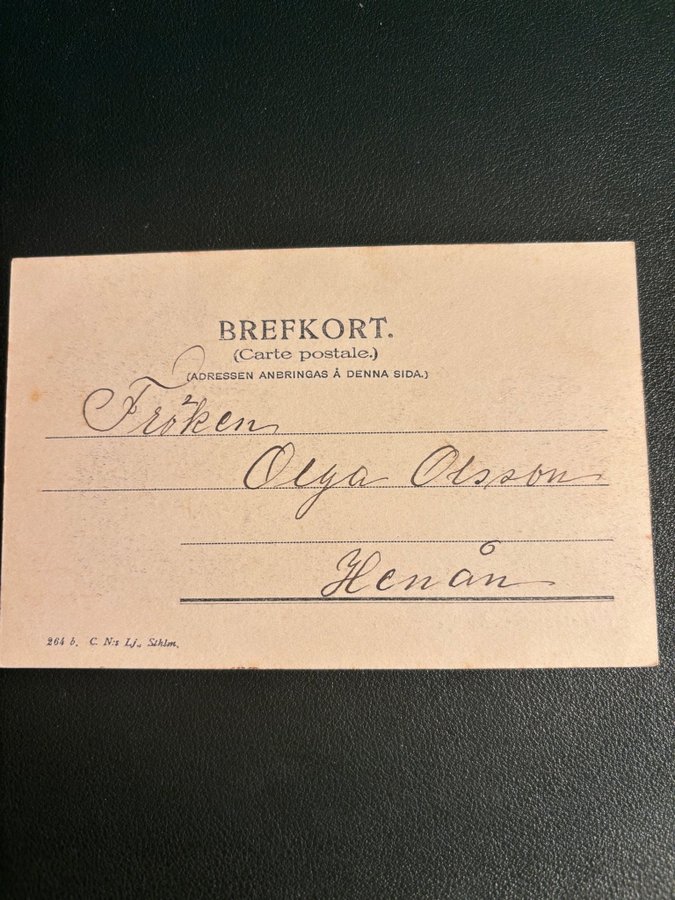 BREFKORT.
(Carte postale.)
(ADRESSEN ANBRINGAS Å DENNA SIDA.)
Fröken
Olga Olsson
Henån
264 b. C. N:s Lj., Sthlm.